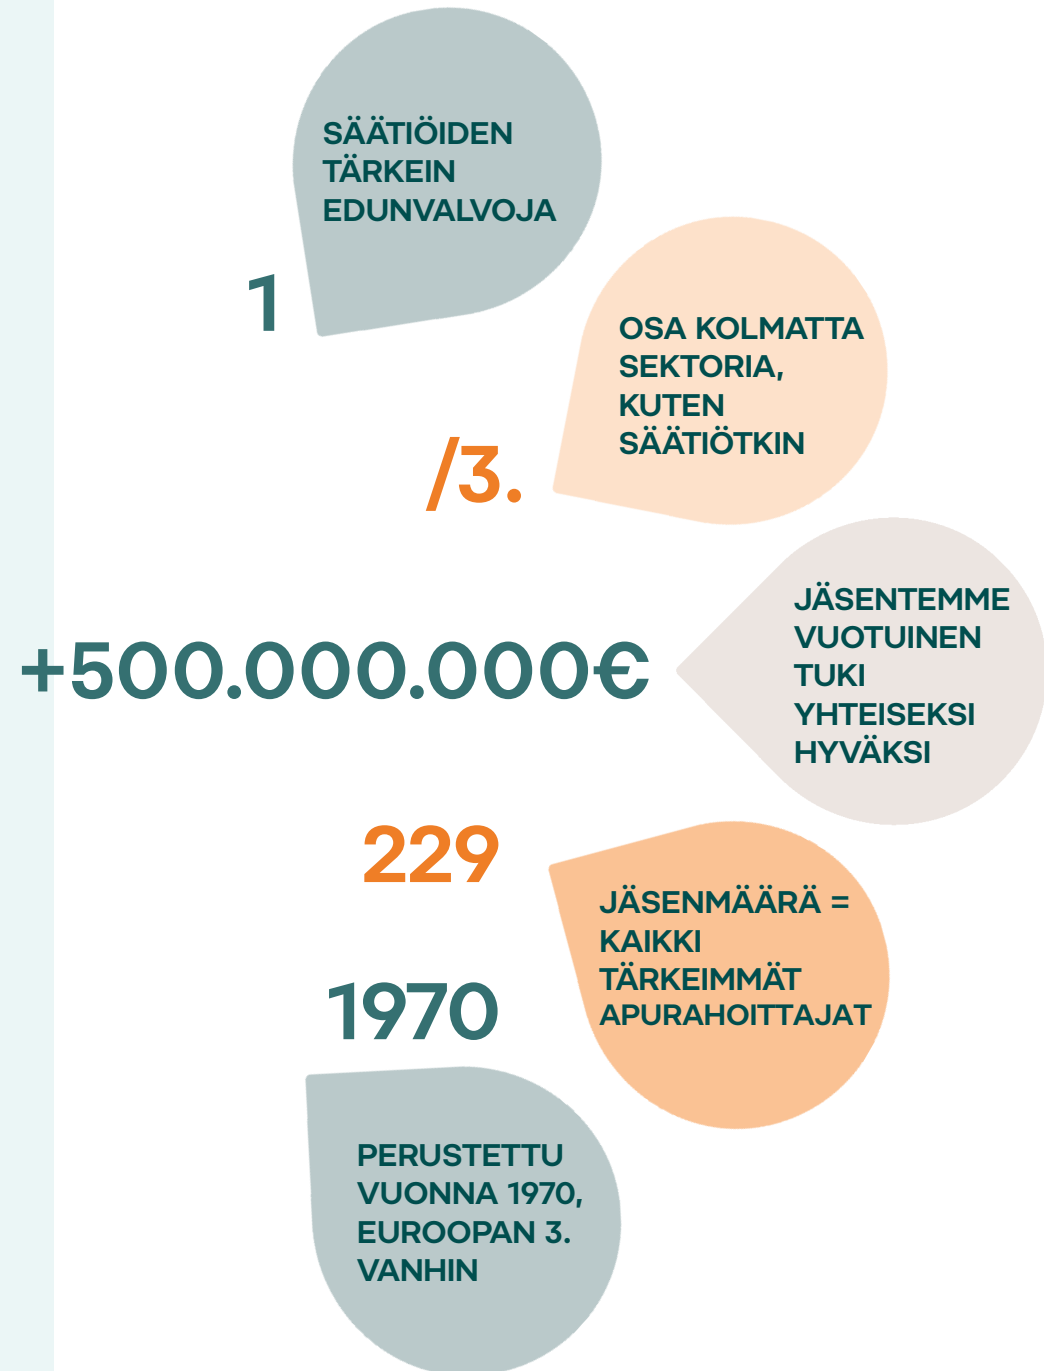 SÄÄTIÖIDEN
TÄRKEIN
EDUNVALVOJA
1
OSA KOLMATTA
SEKTORIA,
KUTEN
SÄÄTIÖTKIN
/3.
JÄSENTEMME
VUOTUINEN
TUKI
YHTEISEKSI
HYVÄKSI
+500.000.000€
229
JÄSENMÄÄRÄ =
KAIKKI
TÄRKEIMMÄT
APURAHOITTAJAT
1970
PERUSTETTU
VUONNA 1970,
EUROOPAN 3.
VANHIN